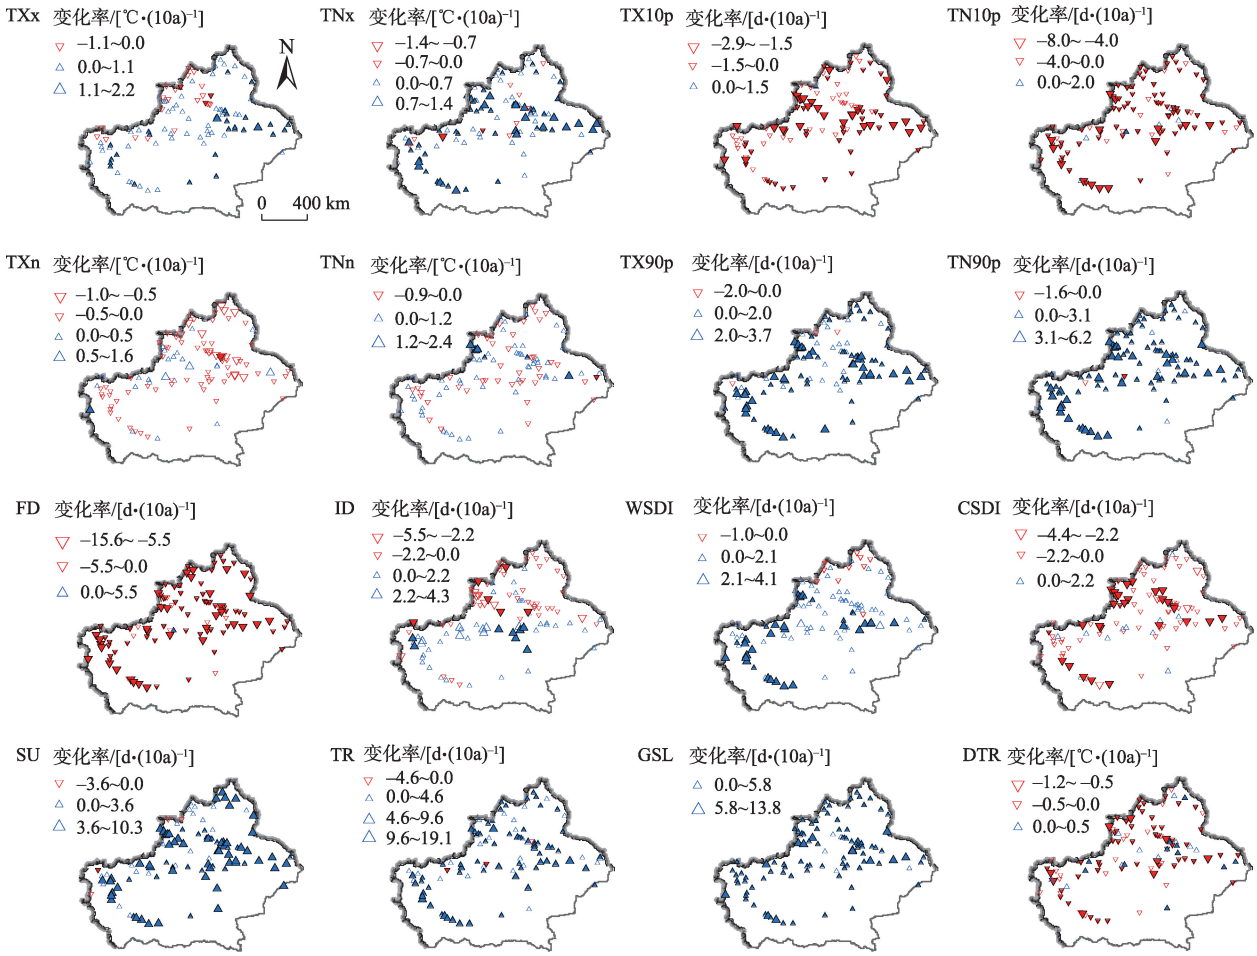 TXx 变化率/[℃•(10a)⁻¹]
−1.1~0.0
0.0~1.1
1.1~2.2
N
0 400 km
TNx 变化率/[℃•(10a)⁻¹]
−1.4~ −0.7
−0.7~0.0
0.0~0.7
0.7~1.4
TX10p 变化率/[d•(10a)⁻¹]
−2.9~ −1.5
−1.5~0.0
0.0~1.5
TN10p 变化率/[d•(10a)⁻¹]
−8.0~ −4.0
−4.0~0.0
0.0~2.0
TXn 变化率/[℃•(10a)⁻¹]
−1.0~ −0.5
−0.5~0.0
0.0~0.5
0.5~1.6
TNn 变化率/[℃•(10a)⁻¹]
−0.9~0.0
0.0~1.2
1.2~2.4
TX90p 变化率/[d•(10a)⁻¹]
−2.0~0.0
0.0~2.0
2.0~3.7
TN90p 变化率/[d•(10a)⁻¹]
−1.6~0.0
0.0~3.1
3.1~6.2
FD 变化率/[d•(10a)⁻¹]
−15.6~ −5.5
−5.5~0.0
0.0~5.5
ID 变化率/[d•(10a)⁻¹]
−5.5~ −2.2
−2.2~0.0
0.0~2.2
2.2~4.3
WSDI 变化率/[d•(10a)⁻¹]
−1.0~0.0
0.0~2.1
2.1~4.1
CSDI 变化率/[d•(10a)⁻¹]
−4.4~ −2.2
−2.2~0.0
0.0~2.2
SU 变化率/[d•(10a)⁻¹]
−3.6~0.0
0.0~3.6
3.6~10.3
TR 变化率/[d•(10a)⁻¹]
−4.6~0.0
0.0~4.6
4.6~9.6
9.6~19.1
GSL 变化率/[d•(10a)⁻¹]
0.0~5.8
5.8~13.8
DTR 变化率/[℃•(10a)⁻¹]
−1.2~ −0.5
−0.5~0.0
0.0~0.5